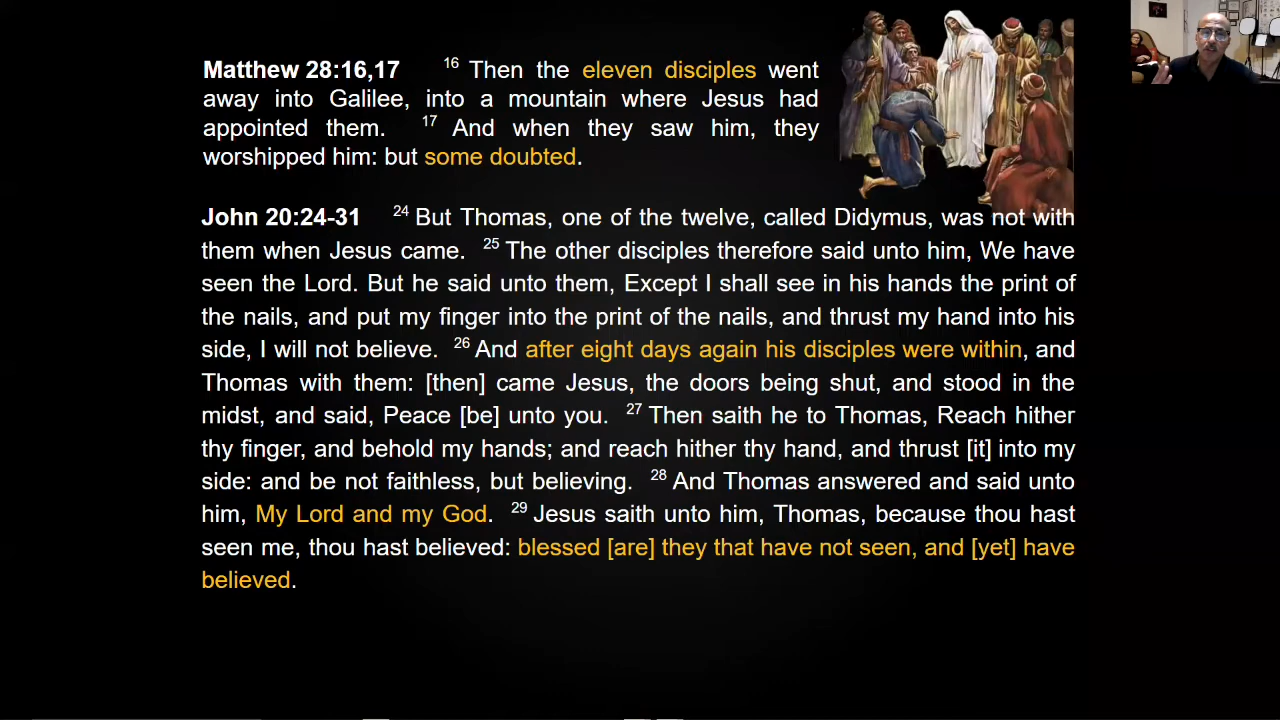 Matthew 28:16,17 16 Then the eleven disciples went
away into Galilee, into a mountain where Jesus had
appointed them. 17 And when they saw him, they
worshipped him: but some doubted.
John 20:24-31 24 But Thomas, one of the twelve, called Didymus, was not with
them when Jesus came. 25 The other disciples therefore said unto him, We have
seen the Lord. But he said unto them, Except I shall see in his hands the print of
the nails, and put my finger into the print of the nails, and thrust my hand into his
side, I will not believe. 26 And after eight days again his disciples were within, and
Thomas with them: [then] came Jesus, the doors being shut, and stood in the
midst, and said, Peace [be] unto you. 27 Then saith he to Thomas, Reach hither
thy finger, and behold my hands; and reach hither thy hand, and thrust [it] into my
side: and be not faithless, but believing. 28 And Thomas answered and said unto
him, My Lord and my God. 29 Jesus saith unto him, Thomas, because thou hast
seen me, thou hast believed: blessed [are] they that have not seen, and [yet] have
believed.